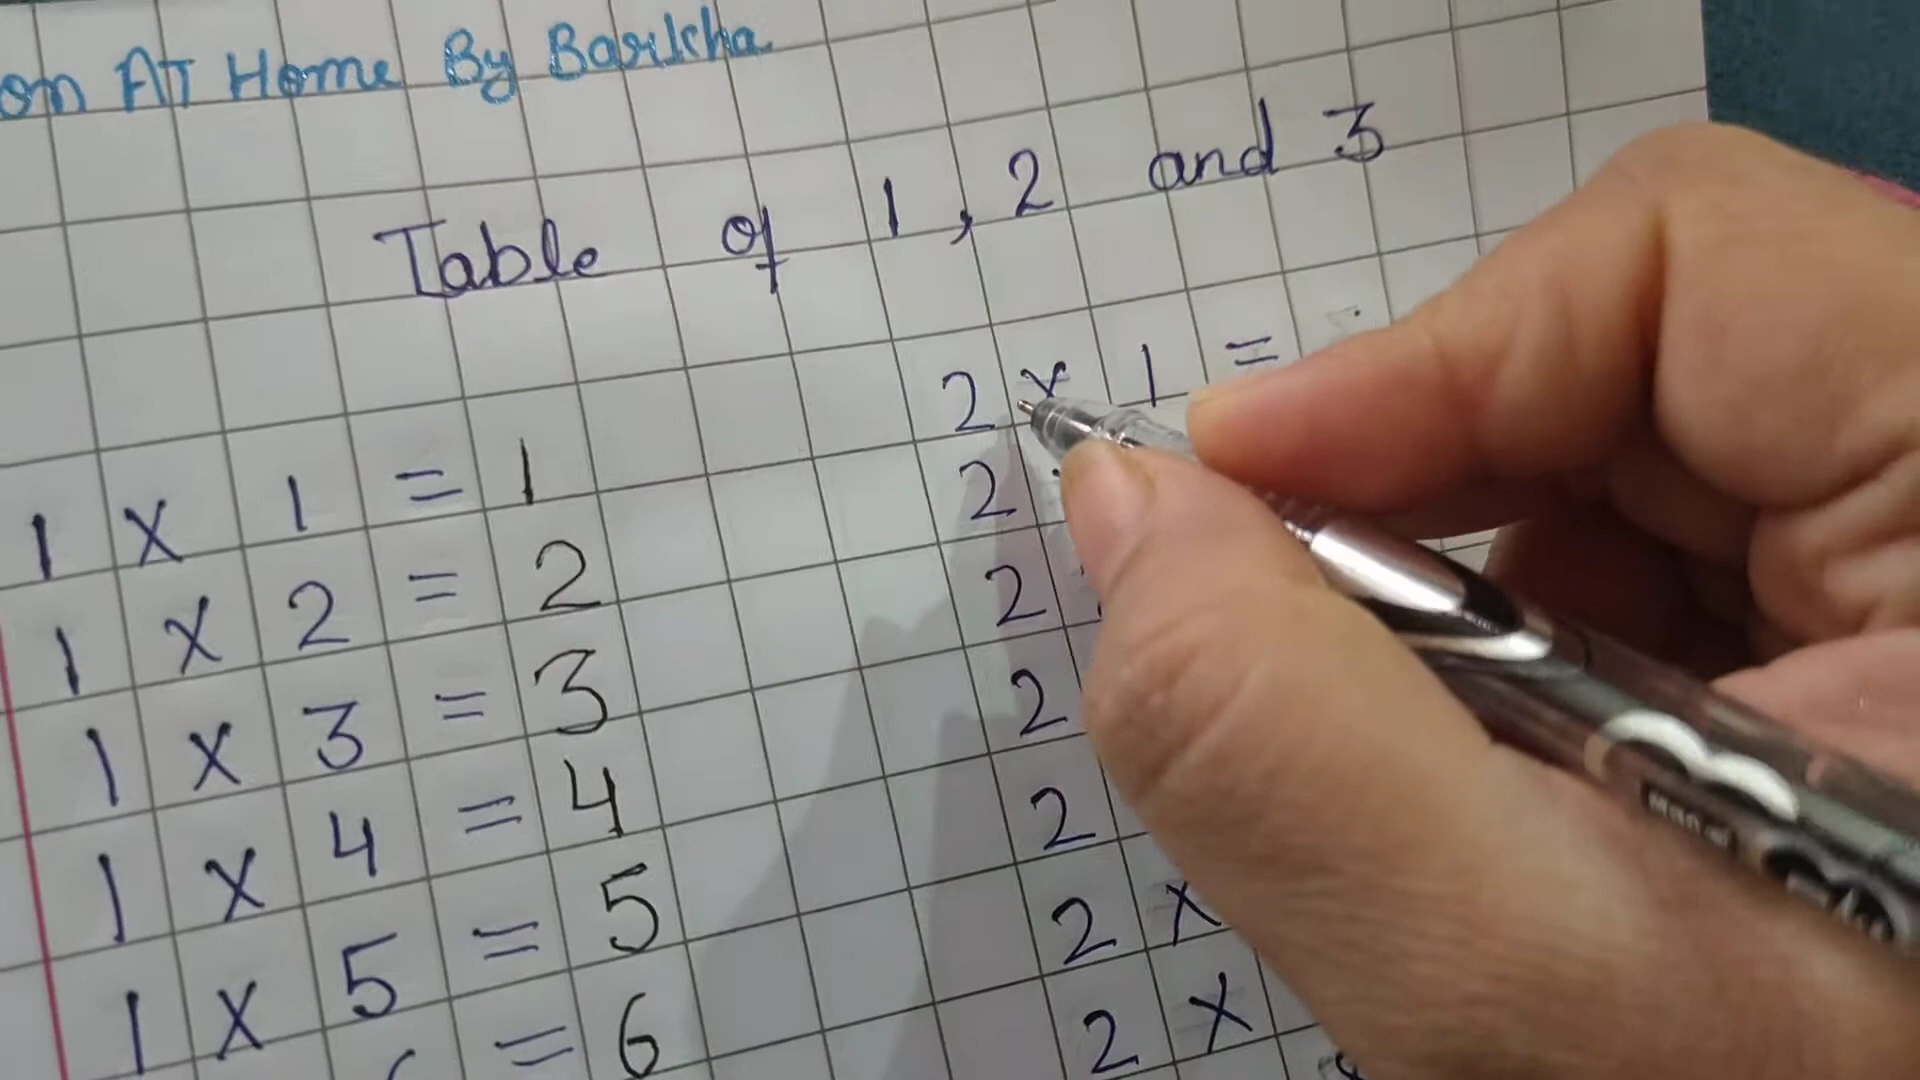 on AT Home By Barkha
Table of 1, 2 and 3
1 x 1 = 1
1 x 2 = 2
1 x 3 = 3
1 x 4 = 4
1 x 5 = 5
= 6
2 x 1 =
2
2
2
2
2 x
2 x